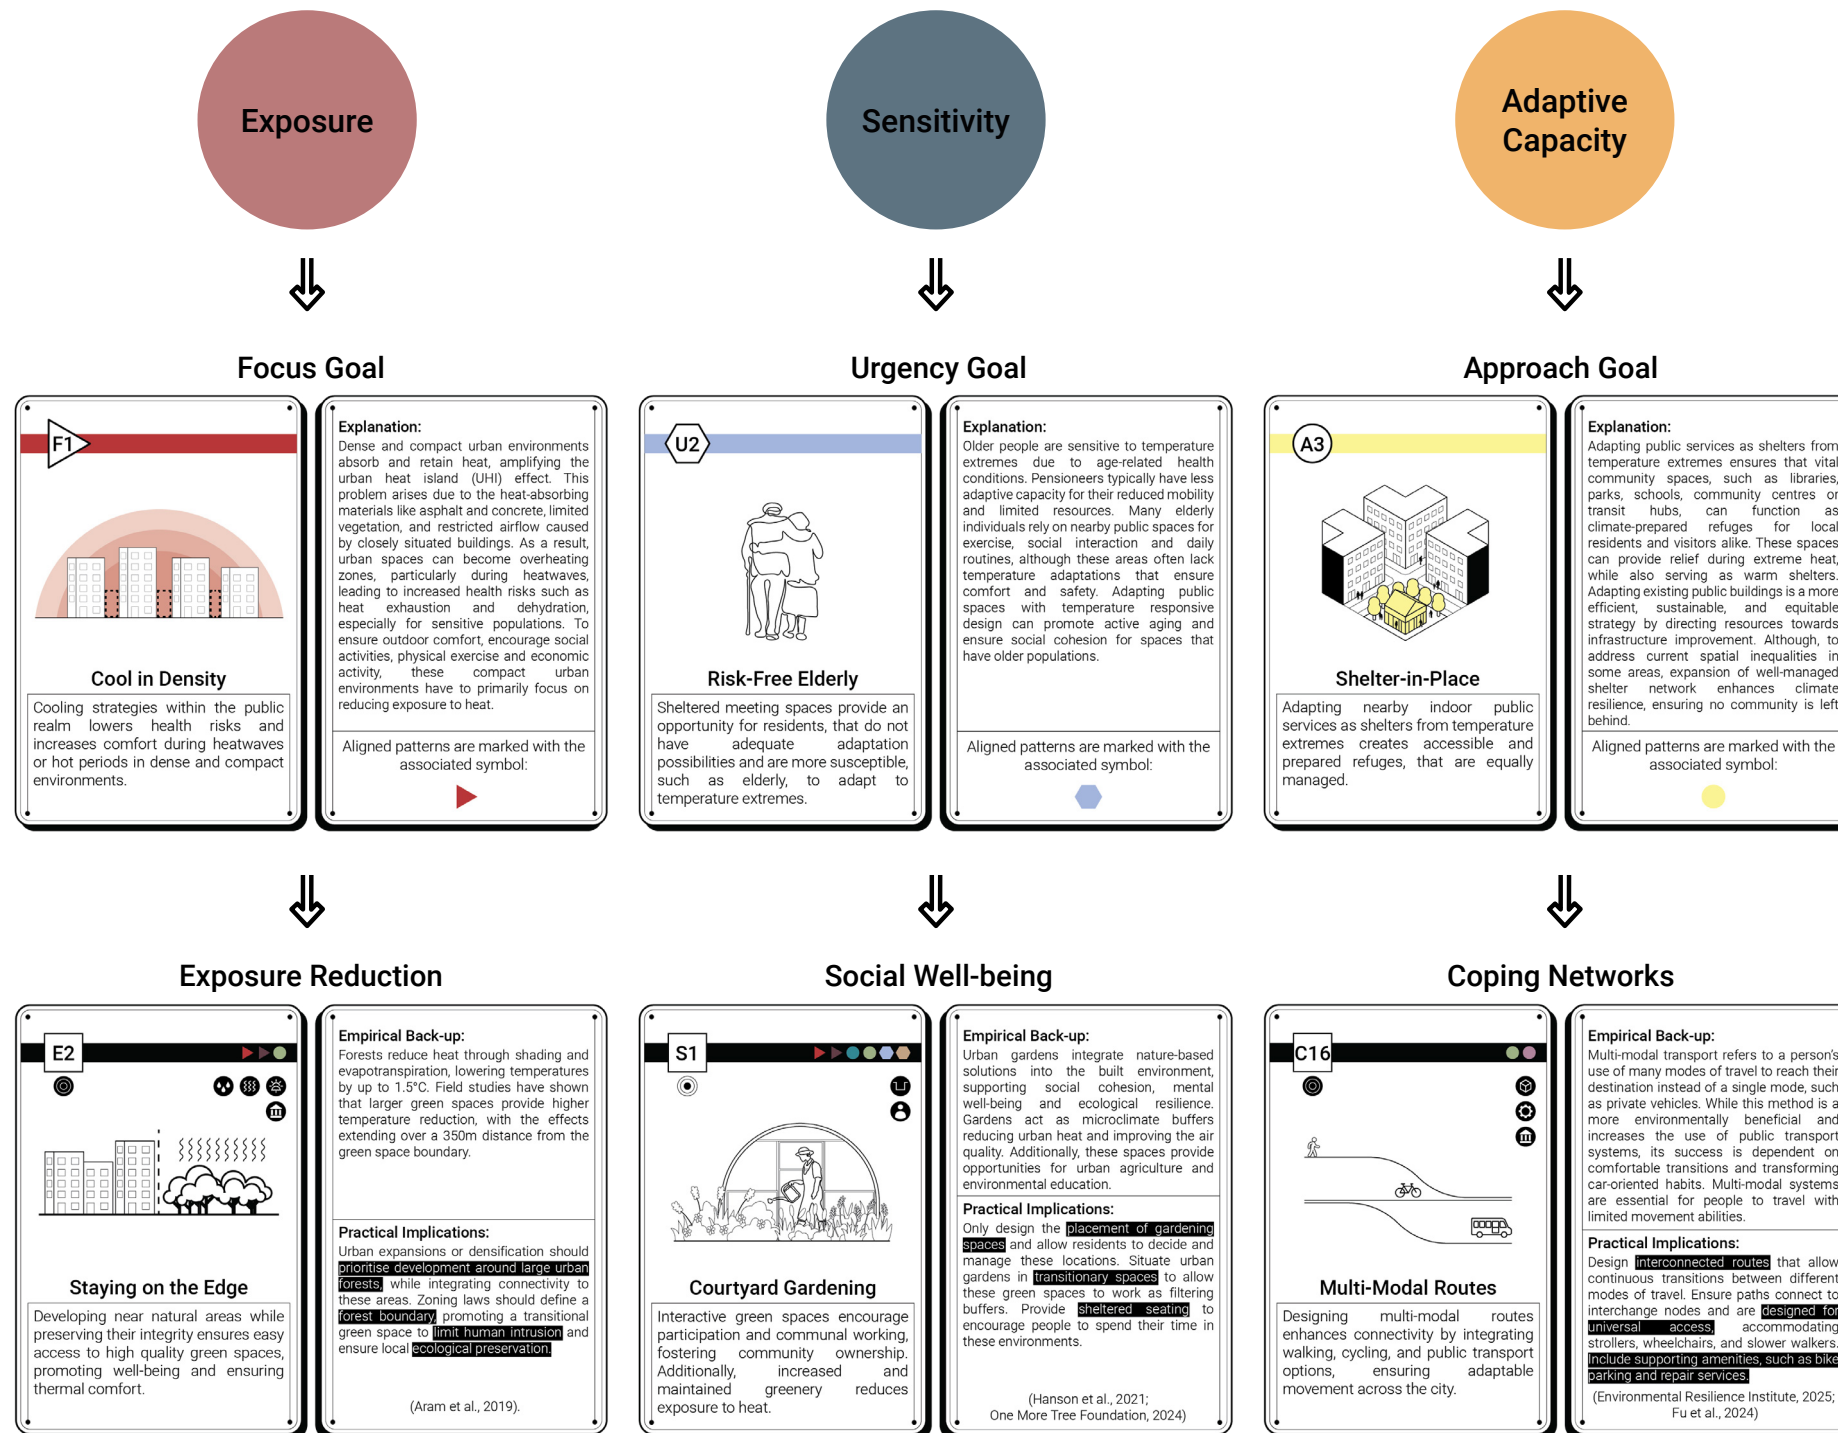 Exposure
Sensitivity
Adaptive
Capacity
Focus Goal
Urgency Goal
Approach Goal
F1
Cool in Density
Cooling strategies within the public
realm lowers health risks and
increases comfort during heatwaves
or hot periods in dense and compact
environments.
Explanation:
Dense and compact urban environments
absorb and retain heat, amplifying the
urban heat island (UHI) effect. This
problem arises due to the heat-absorbing
materials like asphalt and concrete, limited
vegetation, and restricted airflow caused
by closely situated buildings. As a result,
urban spaces can become overheating
zones, particularly during heatwaves,
leading to increased health risks such as
heat exhaustion and dehydration,
especially for sensitive populations. To
ensure outdoor comfort, encourage social
activities, physical exercise and economic
activity, these compact urban
environments have to primarily focus on
reducing exposure to heat.
Aligned patterns are marked with the
associated symbol:
U2
Risk-Free Elderly
Sheltered meeting spaces provide an
opportunity for residents, that do not
have adequate adaptation
possibilities and are more susceptible,
such as elderly, to adapt to
temperature extremes.
Explanation:
Older people are sensitive to temperature
extremes due to age-related health
conditions. Pensioneers typically have less
adaptive capacity for their reduced mobility
and limited resources. Many elderly
individuals rely on nearby public spaces for
exercise, social interaction and daily
routines, although these areas often lack
temperature adaptations that ensure
comfort and safety. Adapting public
spaces with temperature responsive
design can promote active aging and
ensure social cohesion for spaces that
have older populations.
Aligned patterns are marked with the
associated symbol:
A3
Shelter-in-Place
Adapting nearby indoor public
services as shelters from temperature
extremes creates accessible and
prepared refuges, that are equally
managed.
Explanation:
Adapting public services as shelters from
temperature extremes ensures that vital
community spaces, such as libraries,
parks, schools, community centres or
transit hubs, can function as
climate-prepared refuges for local
residents and visitors alike. These spaces
can provide relief during extreme heat,
while also serving as warm shelters.
Adapting existing public buildings is a more
efficient, sustainable, and equitable
strategy by directing resources towards
infrastructure improvement. Although, to
address current spatial inequalities in
some areas, expansion of well-managed
shelter network enhances climate
resilience, ensuring no community is left
behind.
Aligned patterns are marked with the
associated symbol:
Exposure Reduction
Social Well-being
Coping Networks
E2
Staying on the Edge
Developing near natural areas while
preserving their integrity ensures easy
access to high quality green spaces,
promoting well-being and ensuring
thermal comfort.
Empirical Back-up:
Forests reduce heat through shading and
evapotranspiration, lowering temperatures
by up to 1.5°C. Field studies have shown
that larger green spaces provide higher
temperature reduction, with the effects
extending over a 350m distance from the
green space boundary.
Practical Implications:
Urban expansions or densification should
prioritise development around large urban
forests, while integrating connectivity to
these areas. Zoning laws should define a
forest boundary, promoting a transitional
green space to limit human intrusion and
ensure local ecological preservation.
(Aram et al., 2019).
S1
Courtyard Gardening
Interactive green spaces encourage
participation and communal working,
fostering community ownership.
Additionally, increased and
maintained greenery reduces
exposure to heat.
Empirical Back-up:
Urban gardens integrate nature-based
solutions into the built environment,
supporting social cohesion, mental
well-being and ecological resilience.
Gardens act as microclimate buffers
reducing urban heat and improving the air
quality. Additionally, these spaces provide
opportunities for urban agriculture and
environmental education.
Practical Implications:
Only design the placement of gardening
spaces and allow residents to decide and
manage these locations. Situate urban
gardens in transitionary spaces to allow
these green spaces to work as filtering
buffers. Provide sheltered seating to
encourage people to spend their time in
these environments.
(Hanson et al., 2021;
One More Tree Foundation, 2024)
C16
Multi-Modal Routes
Designing multi-modal routes
enhances connectivity by integrating
walking, cycling, and public transport
options, ensuring adaptable
movement across the city.
Empirical Back-up:
Multi-modal transport refers to a person's
use of many modes of travel to reach their
destination instead of a single mode, such
as private vehicles. While this method is a
more environmentally beneficial and
increases the use of public transport
systems, its success is dependent on
comfortable transitions and transforming
car-oriented habits. Multi-modal systems
are essential for people to travel with
limited movement abilities.
Practical Implications:
Design interconnected routes that allow
continuous transitions between different
modes of travel. Ensure paths connect to
interchange nodes and are designed for
universal access, accommodating
strollers, wheelchairs, and slower walkers.
Include supporting amenities, such as bike
parking and repair services.
(Environmental Resilience Institute, 2025;
Fu et al., 2024)